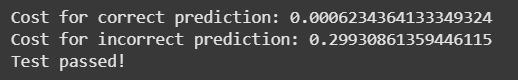 Cost for correct prediction: 0.0006234364133349324
Cost for incorrect prediction: 0.29930861359446115
Test passed!